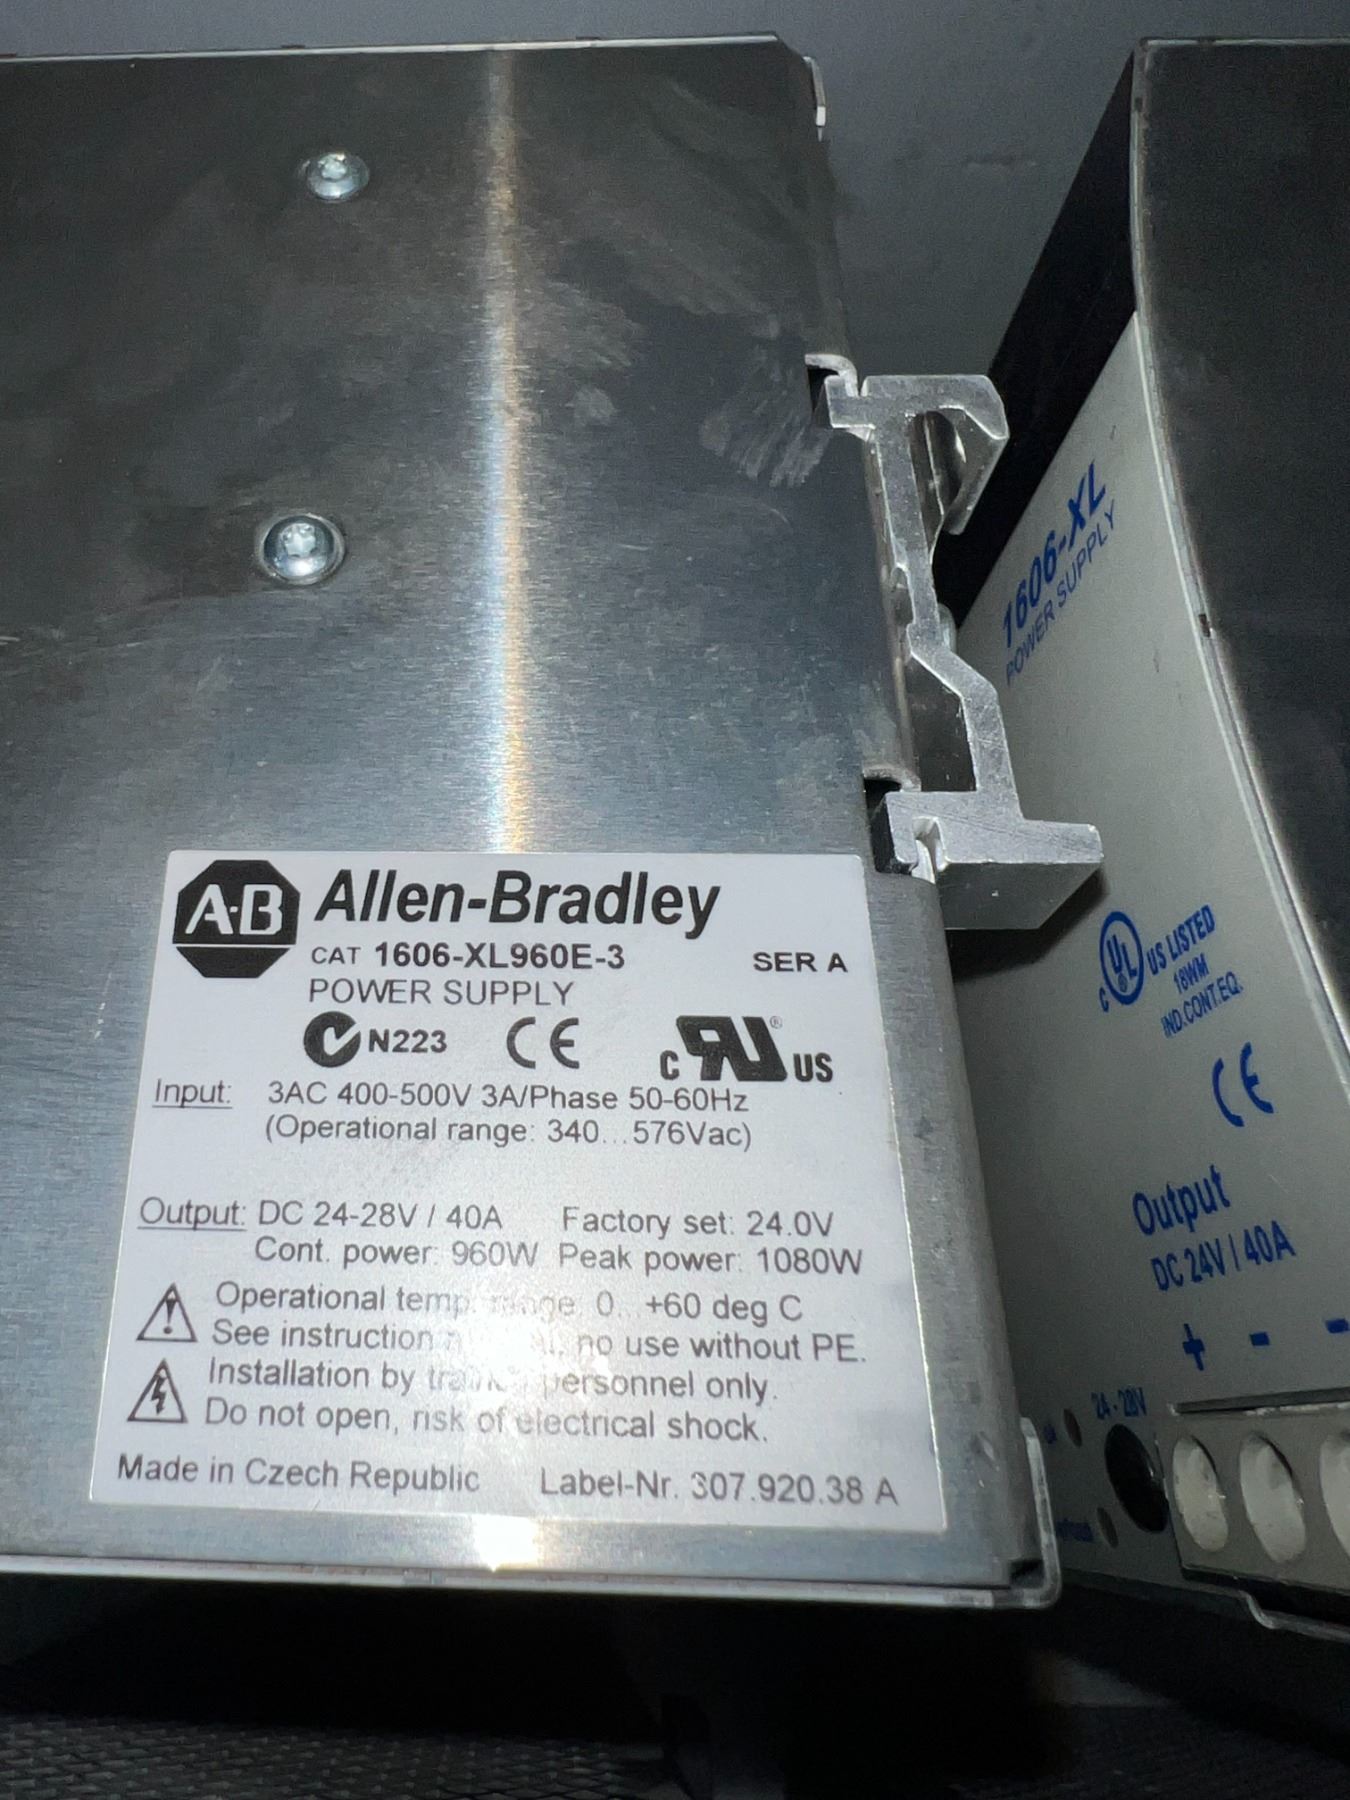 A-B Allen-Bradley
CAT 1606-XL960E-3 SER A
POWER SUPPLY
N223 CE c RU ® US
Input: 3AC 400-500V 3A/Phase 50-60Hz
(Operational range: 340...576Vac)
Output: DC 24-28V / 40A Factory set: 24.0V
Cont. power: 960W Peak power: 1080W
Operational temp. range 0...+60 deg C
See instruction no use without PE.
Installation by personnel only.
Do not open, risk of electrical shock.
Made in Czech Republic Label-Nr. 307.920.38 A
1606-XL
POWER SUPPLY
c UL ® US LISTED
18WM
IND.CONT.EQ.
CE
Output
DC 24V / 40A
+ - -
24 - 28V